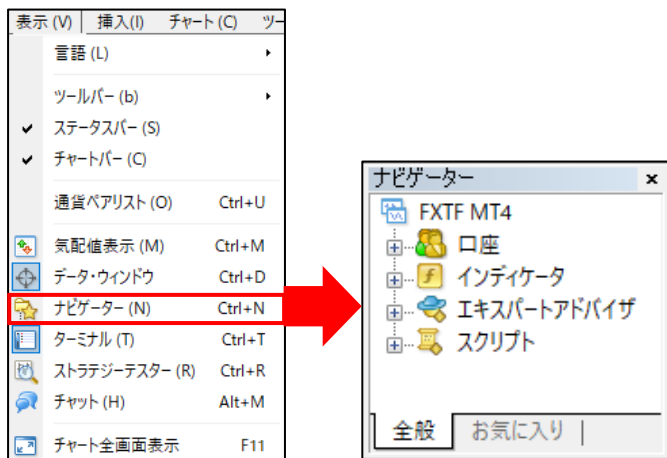 表示 (V) 挿入(I) チャート (C) ツー
言語 (L)
ツールバー (b)
ステータスバー (S)
チャートバー (C)
通貨ペアリスト (O) Ctrl+U
気配値表示 (M) Ctrl+M
データ・ウィンドウ Ctrl+D
ナビゲーター (N) Ctrl+N
ターミナル (T) Ctrl+T
ストラテジーテスター (R) Ctrl+R
チャット (H) Alt+M
チャート全画面表示 F11
ナビゲーター
FXTF MT4
口座
インディケータ
エキスパートアドバイザ
スクリプト
全般 お気に入り